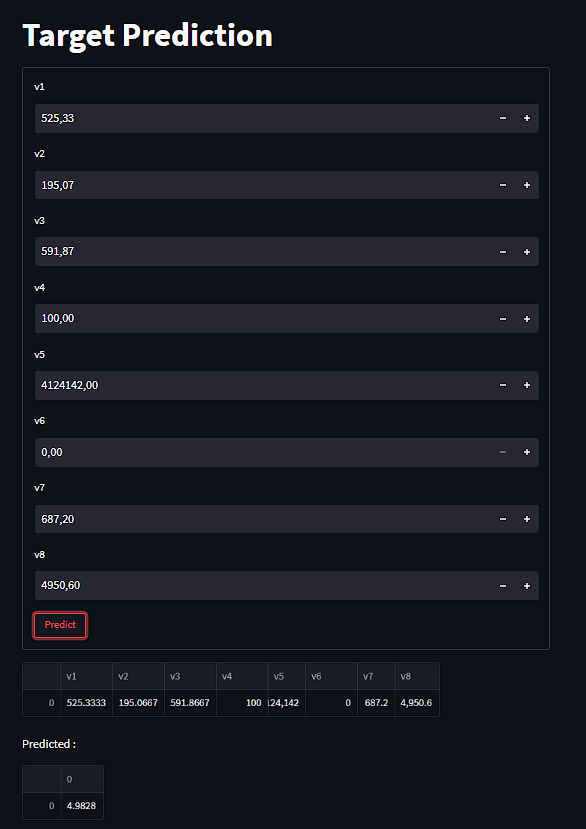 Target Prediction
v1
525,33
v2
195,07
v3
591,87
v4
100,00
v5
4124142,00
v6
0,00
v7
687,20
v8
4950,60
Predict
v1 v2 v3 v4 v5 v6 v7 v8
0 525.3333 195.0667 591.8667 100 24,142 0 687.2 4,950.6
Predicted :
0
0 4.9828